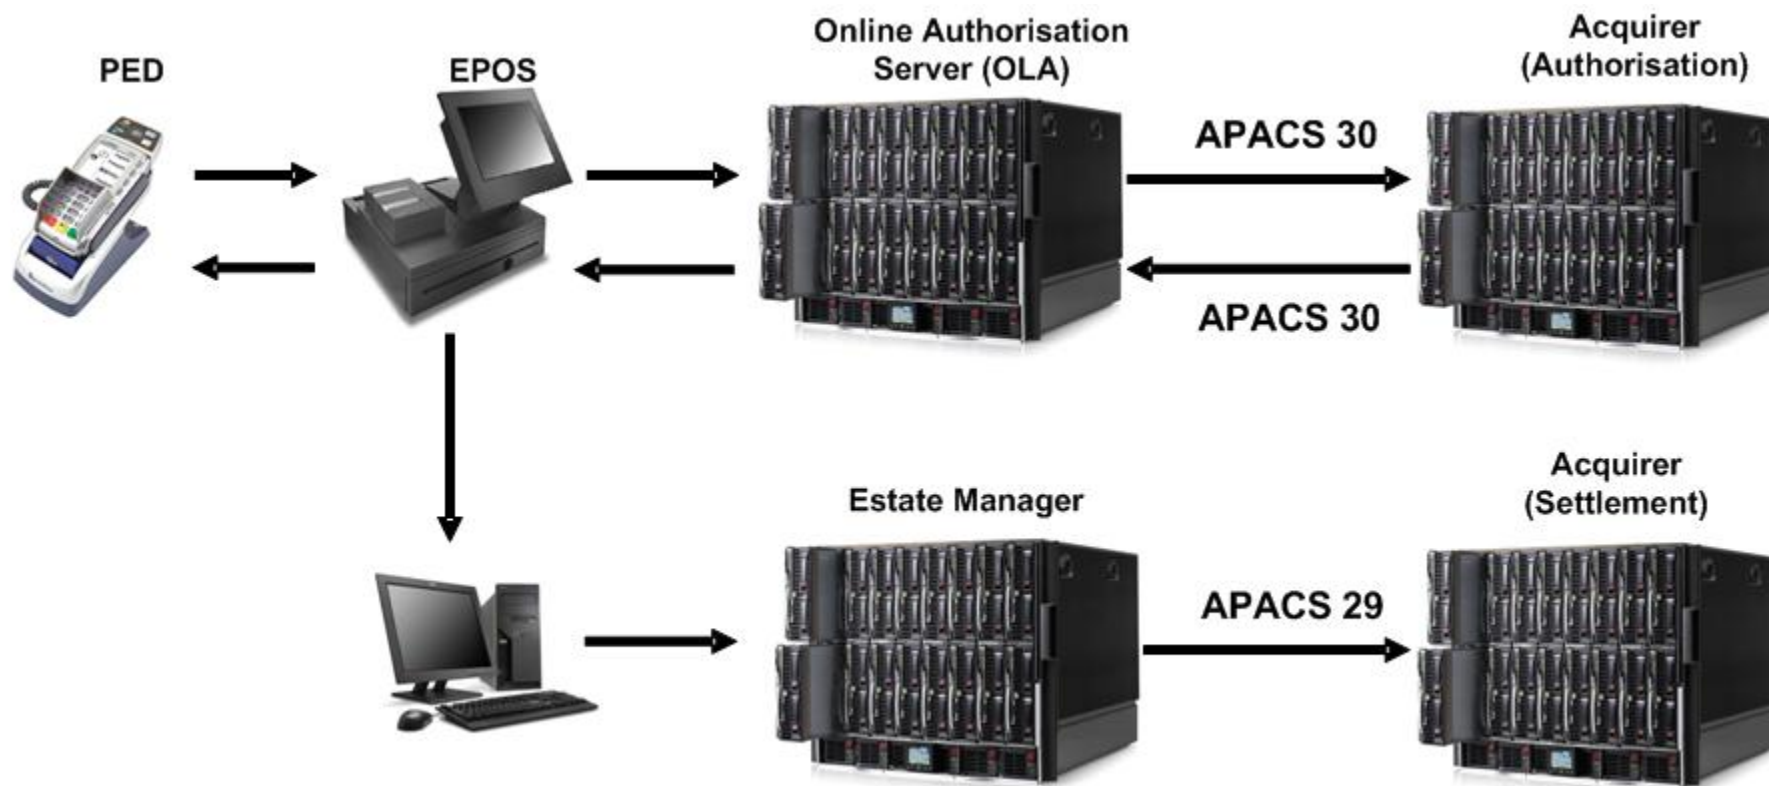 PED
EPOS
Online Authorisation
Server (OLA)
Acquirer
(Authorisation)
APACS 30
APACS 30
Estate Manager
Acquirer
(Settlement)
APACS 29